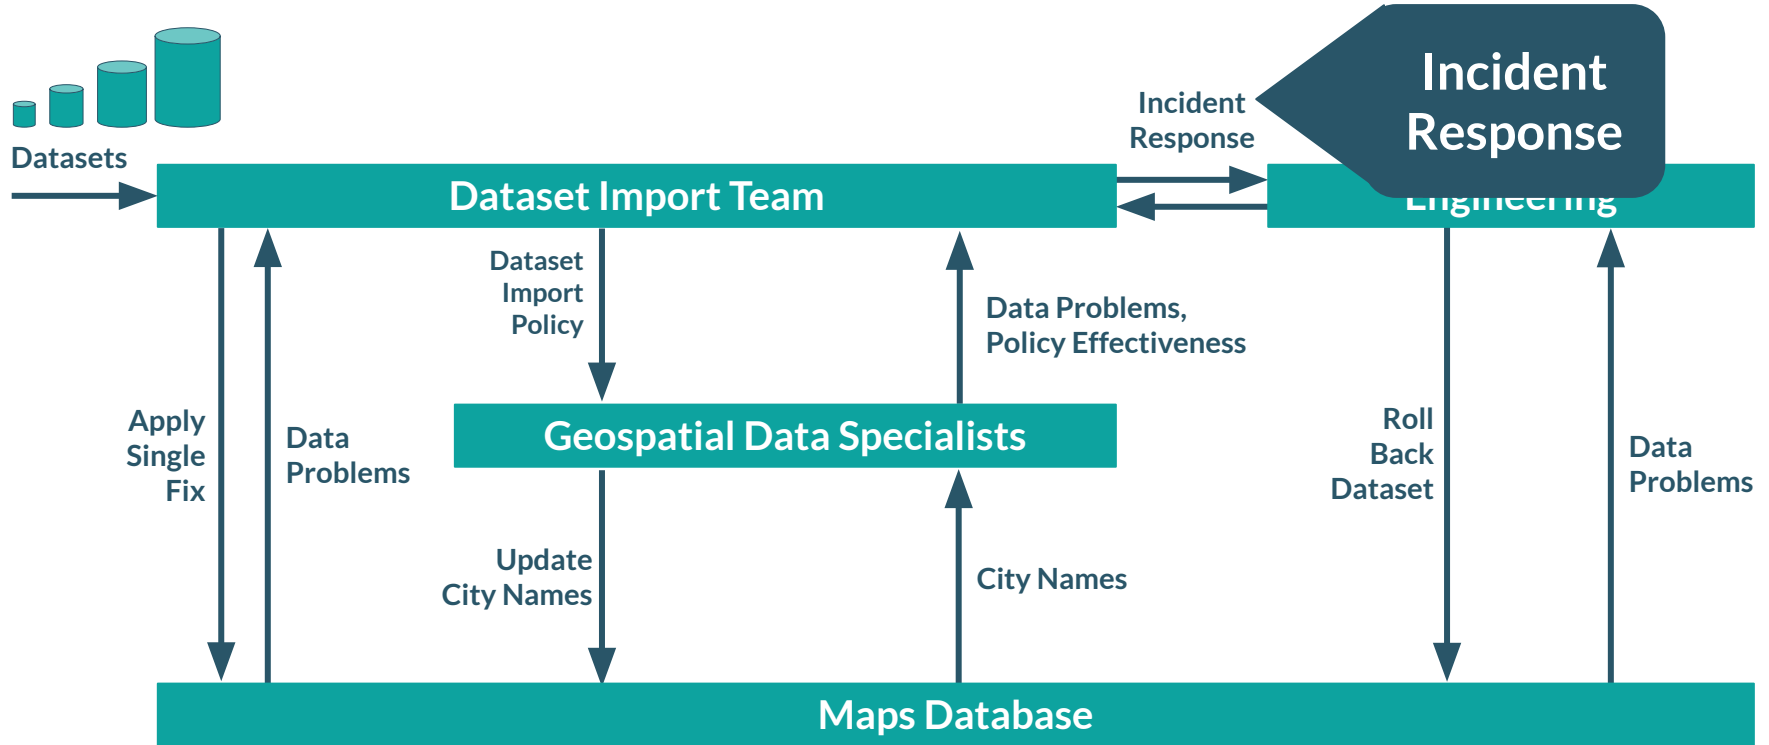 Incident
Response
Incident
Response
Datasets
Dataset Import Team
Engineering
Dataset
Import
Policy
Data Problems,
Policy Effectiveness
Apply
Single
Fix
Data
Problems
Geospatial Data Specialists
Roll
Back
Dataset
Data
Problems
Update
City Names
City Names
Maps Database